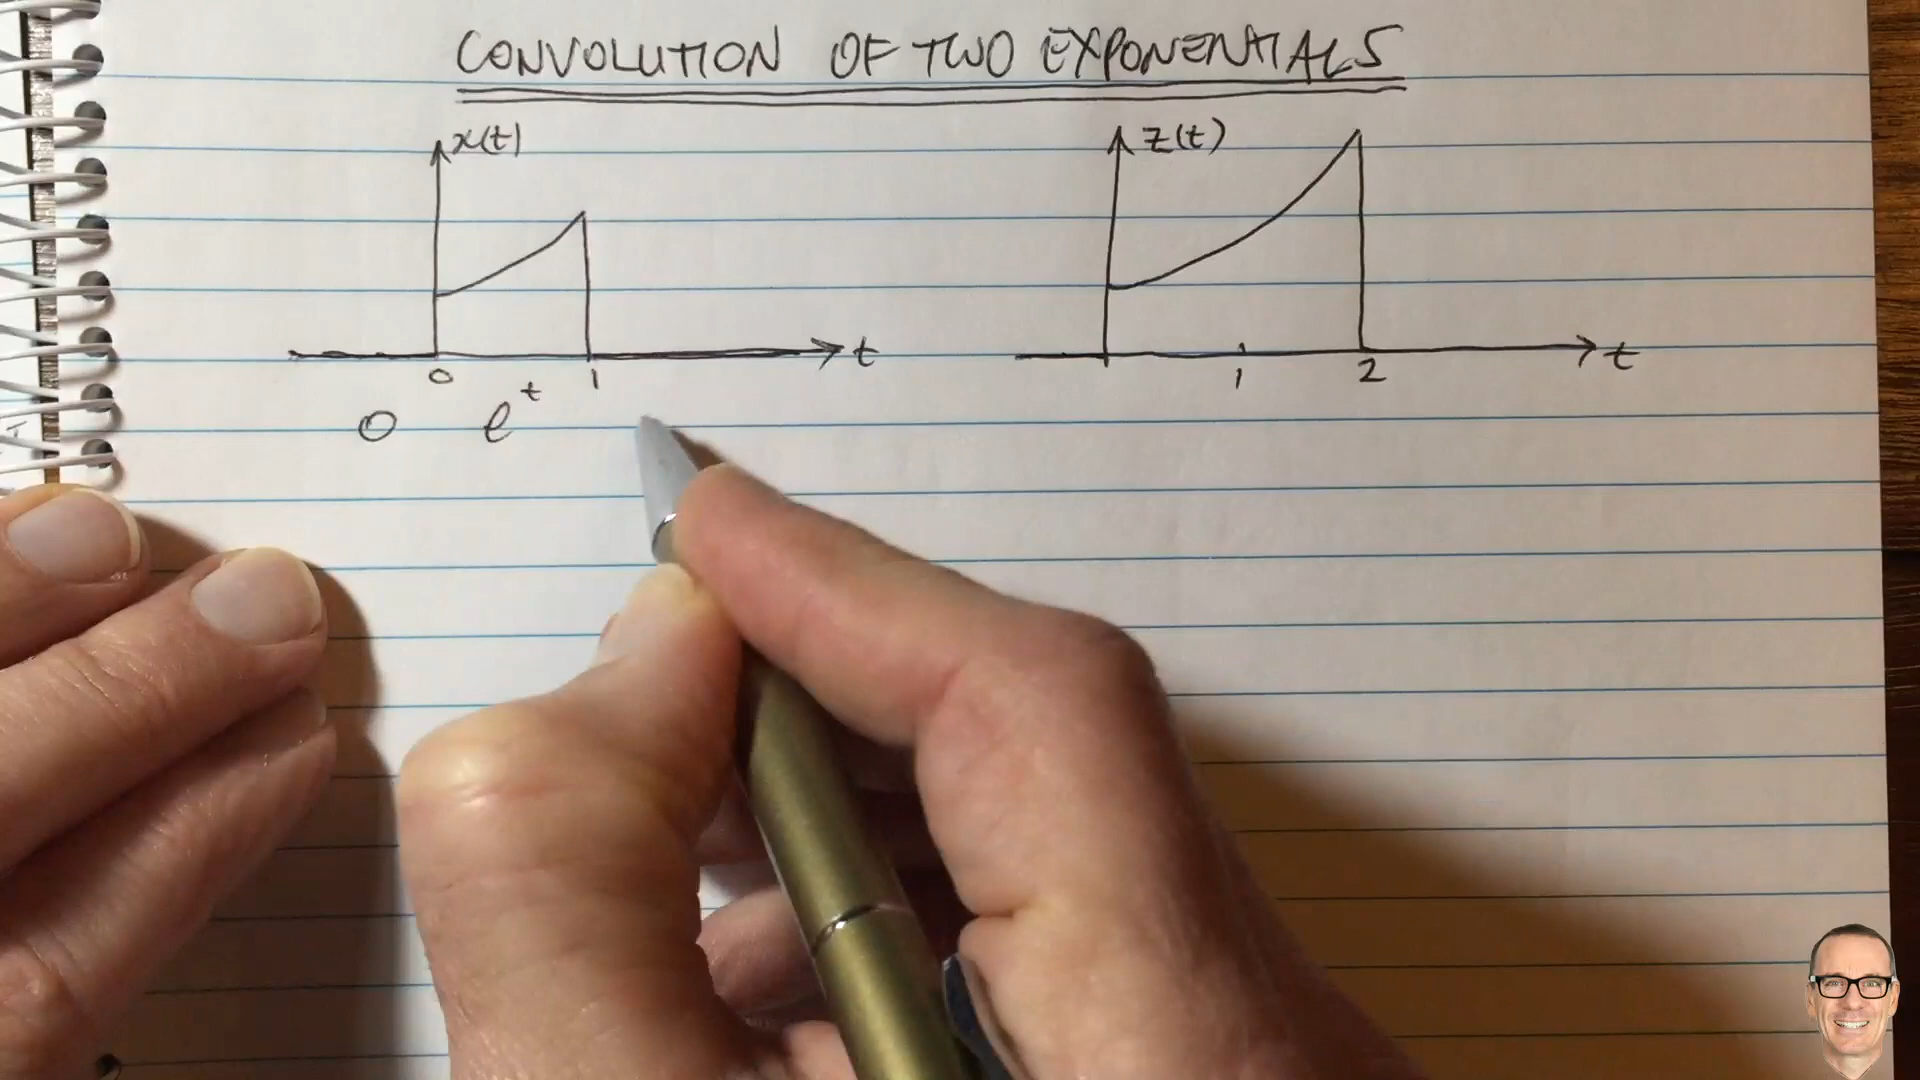 CONVOLUTION OF TWO EXPONENTIALS
x(t) z(t)
t t
0 1 1 2
0 e^t